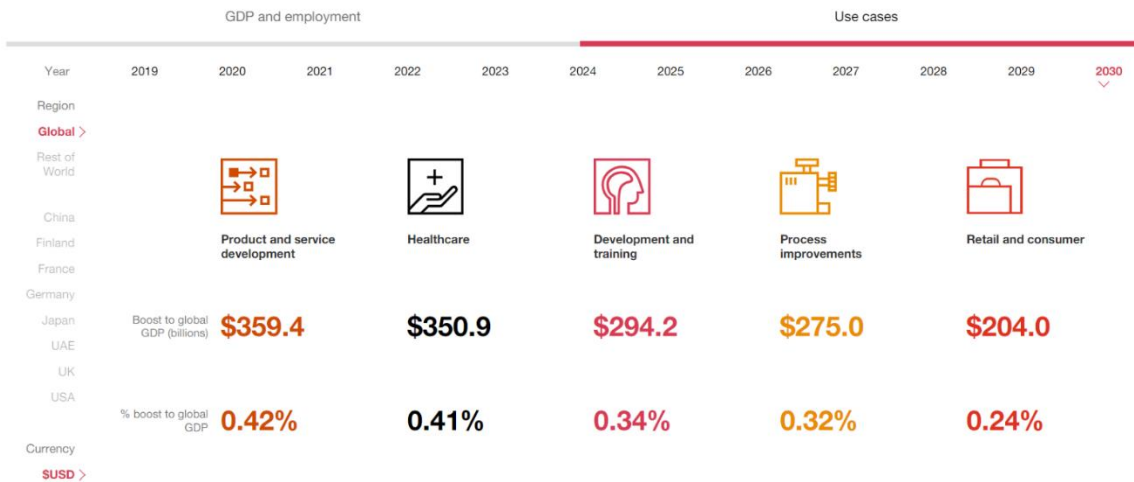 GDP and employment
Use cases
Year 2019 2020 2021 2022 2023 2024 2025 2026 2027 2028 2029 2030
Region
Global >
Rest of
World
China
Finland
France
Germany
Japan
UAE
UK
USA
Currency
$USD >
Product and service
development
Healthcare
Development and
training
Process
improvements
Retail and consumer
Boost to global
GDP (billions)
$359.4 $350.9 $294.2 $275.0 $204.0
% boost to global
GDP
0.42% 0.41% 0.34% 0.32% 0.24%